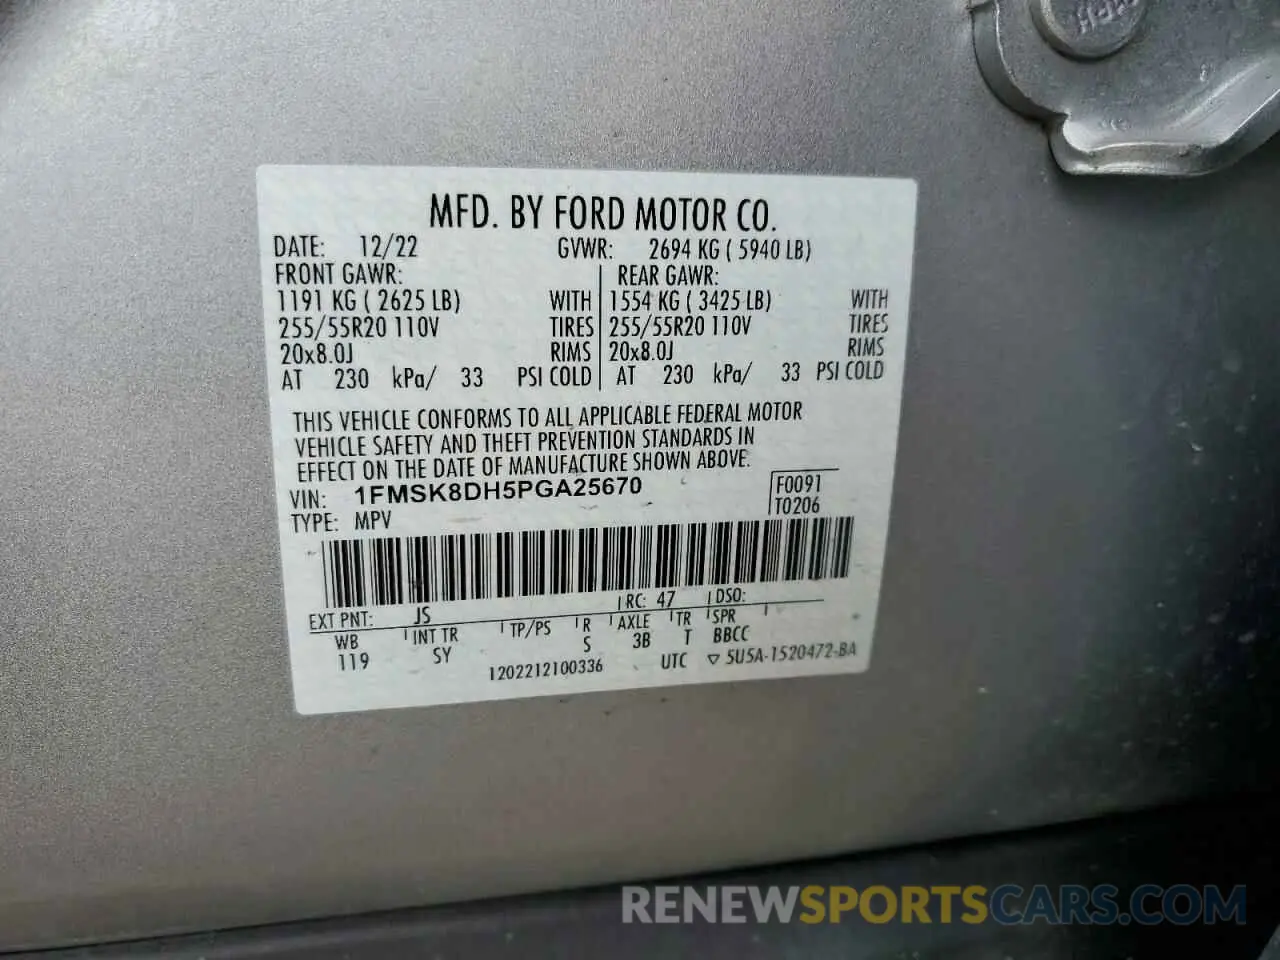 MPH
MFD. BY FORD MOTOR CO.
DATE: 12/22 GVWR: 2694 KG ( 5940 LB)
FRONT GAWR: REAR GAWR:
1191 KG ( 2625 LB) WITH 1554 KG ( 3425 LB) WITH
255/55R20 110V TIRES 255/55R20 110V TIRES
20x8.0J RIMS 20x8.0J RIMS
AT 230 kPa/ 33 PSI COLD AT 230 kPa/ 33 PSI COLD
THIS VEHICLE CONFORMS TO ALL APPLICABLE FEDERAL MOTOR
VEHICLE SAFETY AND THEFT PREVENTION STANDARDS IN
EFFECT ON THE DATE OF MANUFACTURE SHOWN ABOVE.
VIN: 1FMSK8DH5PGA25670 F0091
TYPE: MPV T0206
EXT PNT: JS RC: 47 DSO:
WB INT TR TP/PS R AXLE TR SPR
119 SY S 3B T BBCC
1202212100336 UTC ▽ 5U5A-1520472-BA
RENEWSPORTSCARS.COM